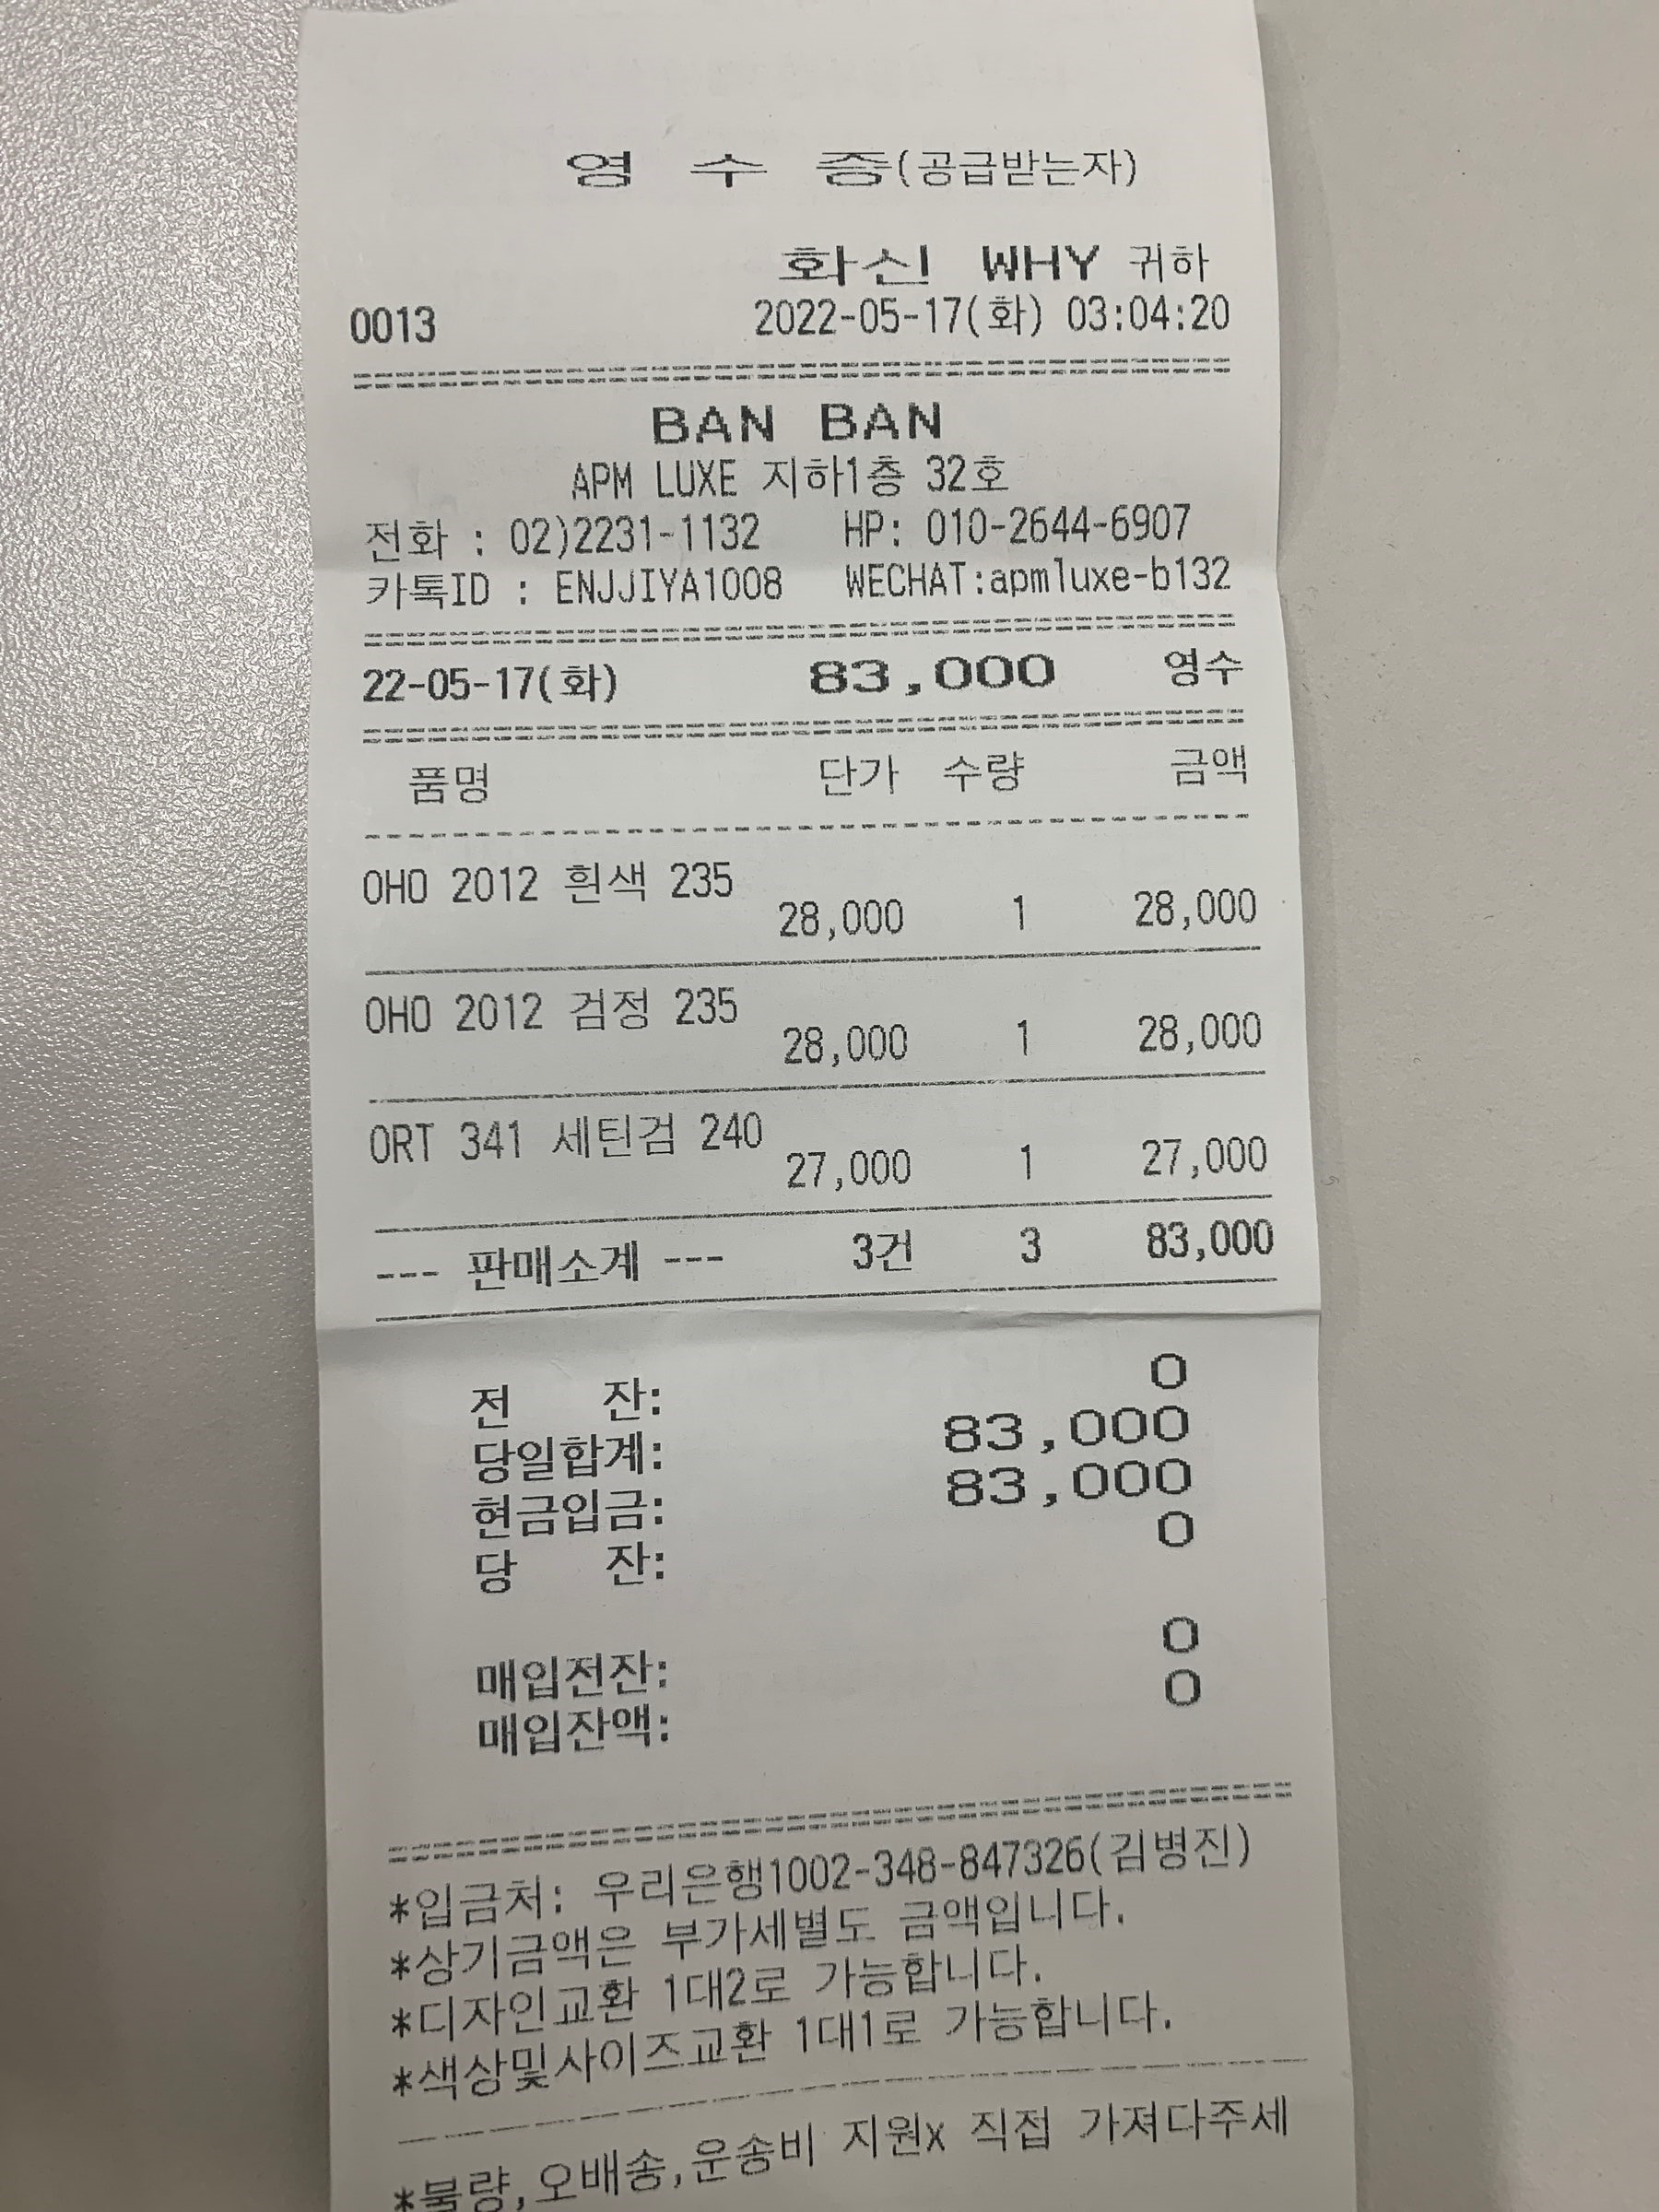 영 수 증(공급받는자)
화신 WHY 귀하
0013 2022-05-17(화) 03:04:20
BAN BAN
APM LUXE 지하1층 32호
전화 : 02)2231-1132 HP: 010-2644-6907
카톡ID : ENJJIYA1008 WECHAT:apmluxe-b132
22-05-17(화) 83,000 영수
품명 단가 수량 금액
OHO 2012 흰색 235
28,000 1 28,000
OHO 2012 검정 235
28,000 1 28,000
ORT 341 세틴검 240
27,000 1 27,000
--- 판매소계 --- 3건 3 83,000
전 잔: 0
당일합계: 83,000
현금입금: 83,000
당 잔: 0
매입전잔: 0
매입잔액: 0
*입금처: 우리은행1002-348-847326(김병진)
*상기금액은 부가세별도 금액입니다.
*디자인교환 1대2로 가능합니다.
*색상및사이즈교환 1대1로 가능합니다.
*불량,오배송,운송비 지원x 직접 가져다주세